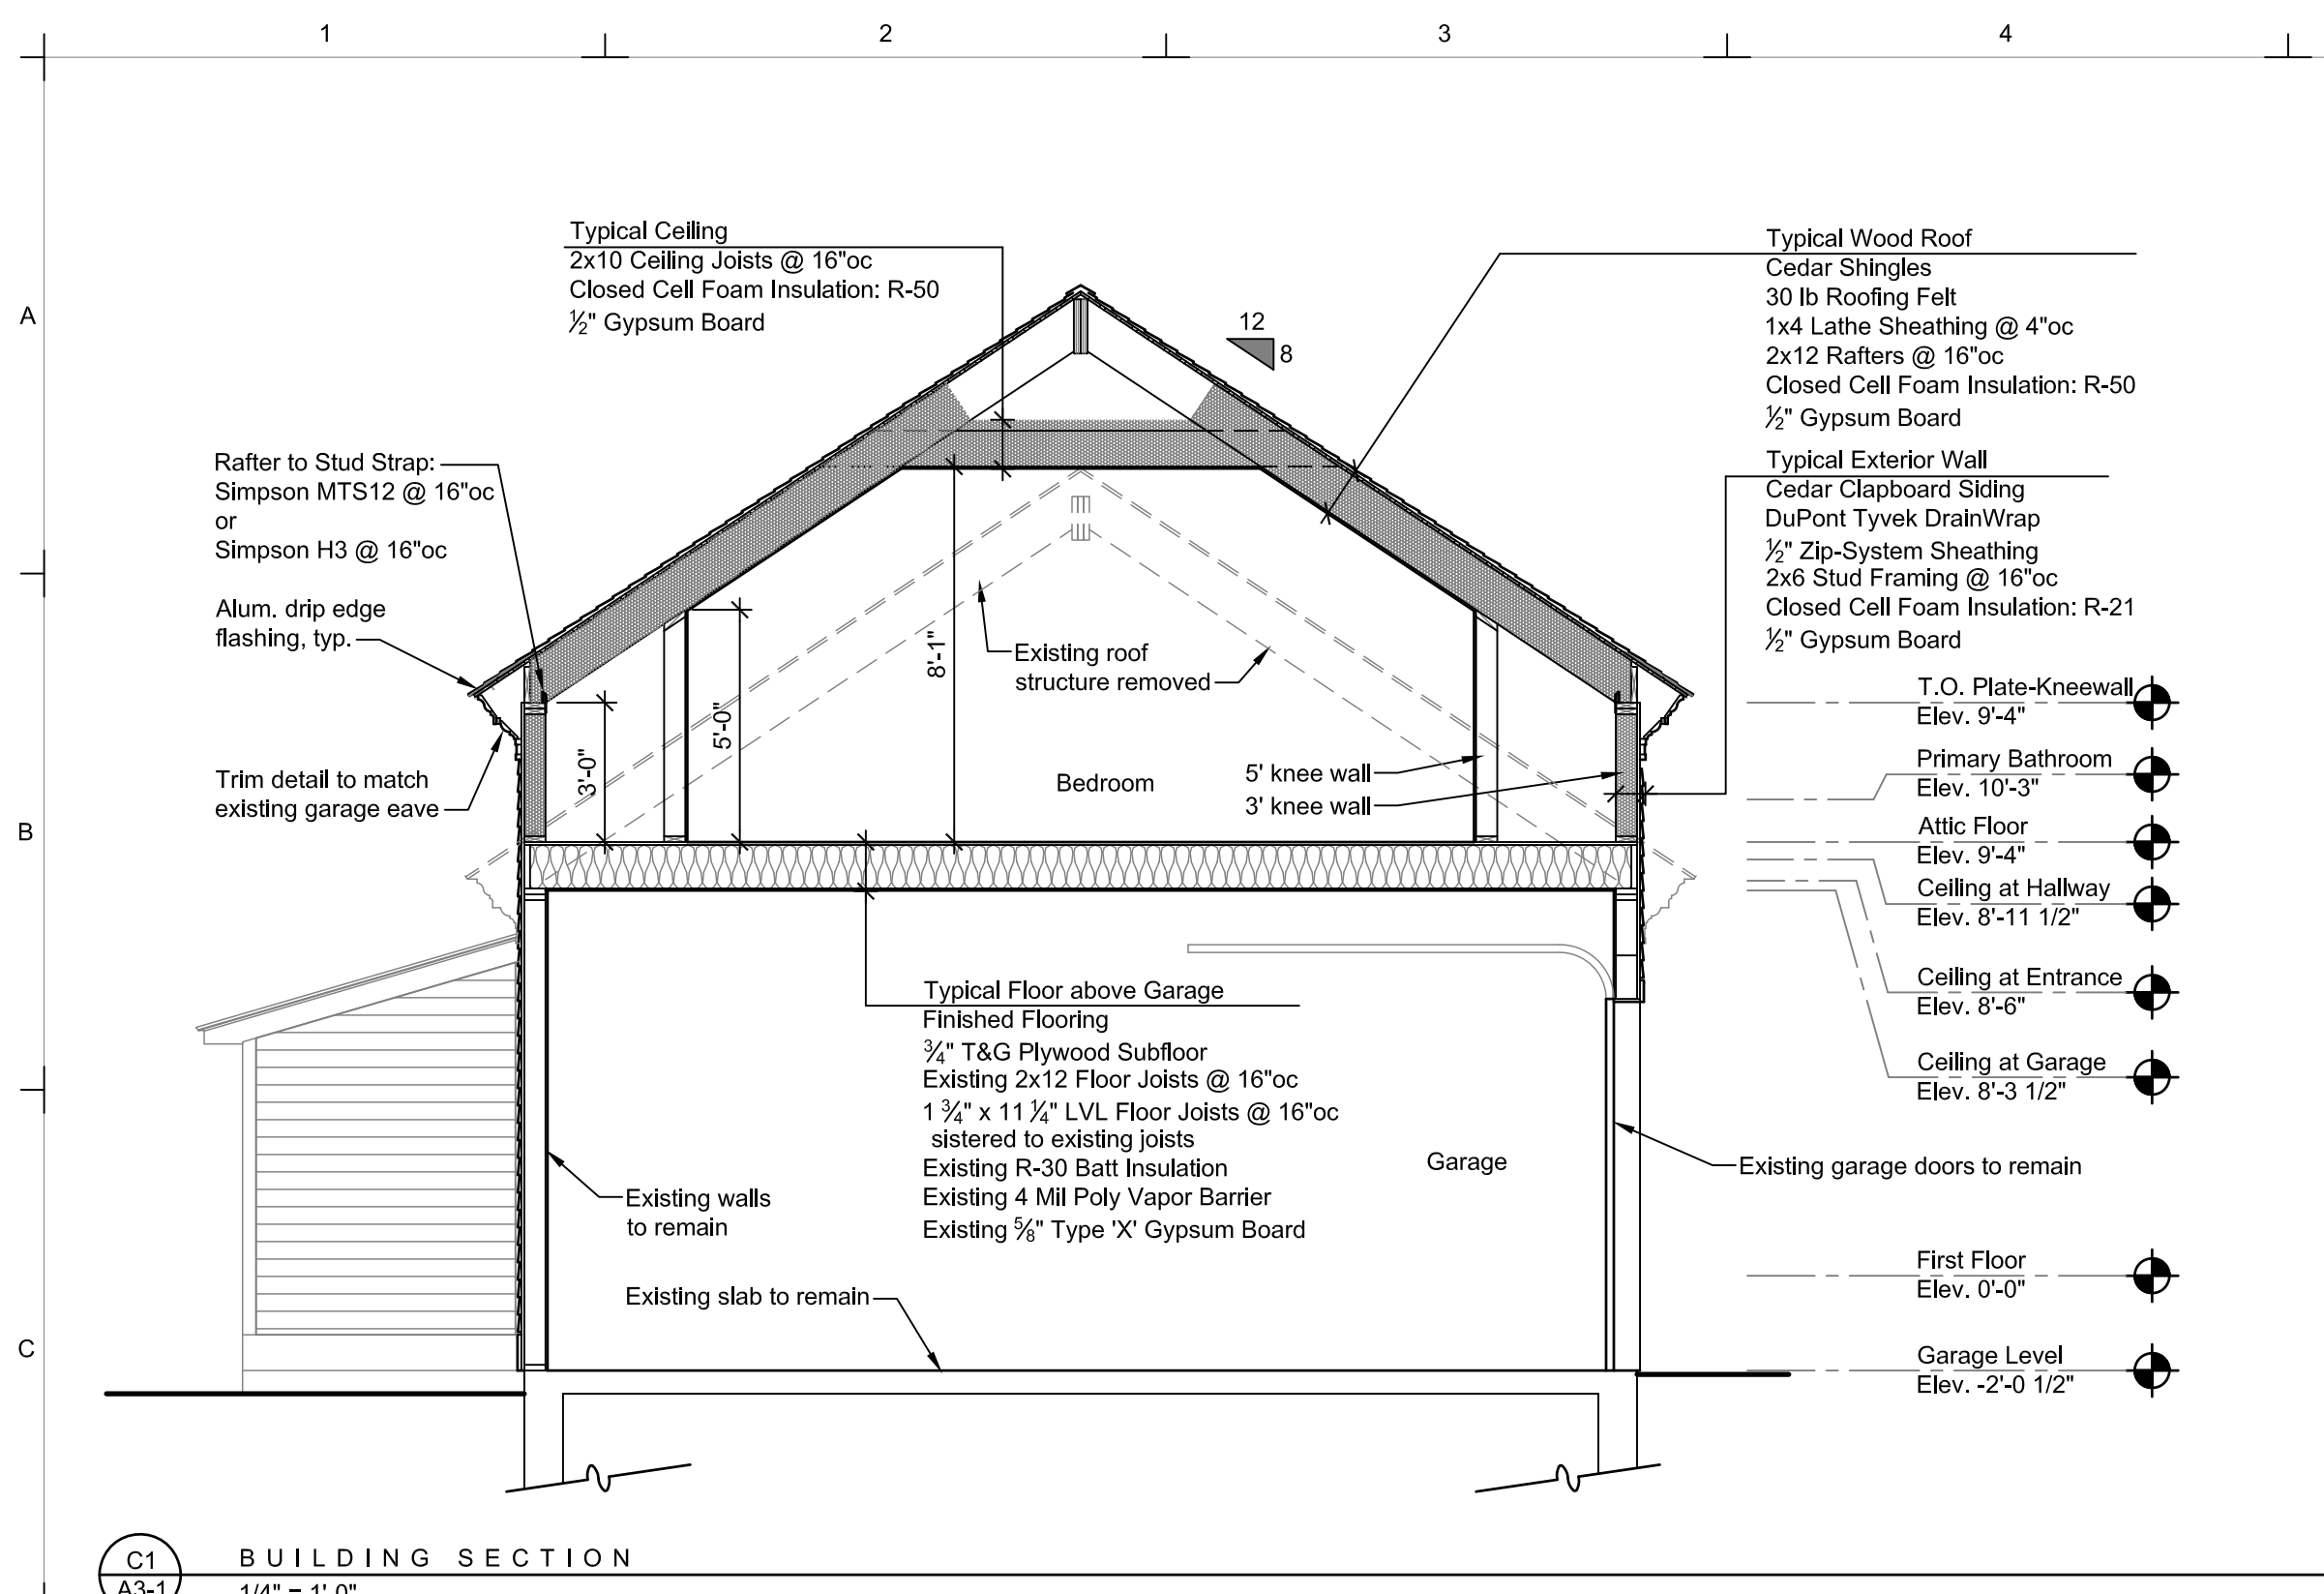 1 2 3 4
A
B
C
Typical Ceiling
2x10 Ceiling Joists @ 16"oc
Closed Cell Foam Insulation: R-50
½" Gypsum Board
12
8
Typical Wood Roof
Cedar Shingles
30 lb Roofing Felt
1x4 Lathe Sheathing @ 4"oc
2x12 Rafters @ 16"oc
Closed Cell Foam Insulation: R-50
½" Gypsum Board
Typical Exterior Wall
Cedar Clapboard Siding
DuPont Tyvek DrainWrap
½" Zip-System Sheathing
2x6 Stud Framing @ 16"oc
Closed Cell Foam Insulation: R-21
½" Gypsum Board
Rafter to Stud Strap:
Simpson MTS12 @ 16"oc
or
Simpson H3 @ 16"oc
Alum. drip edge
flashing, typ.
Trim detail to match
existing garage eave
3'-0"
5'-0"
8'-1"
Existing roof
structure removed
Bedroom
5' knee wall
3' knee wall
T.O. Plate-Kneewall
Elev. 9'-4"
Primary Bathroom
Elev. 10'-3"
Attic Floor
Elev. 9'-4"
Ceiling at Hallway
Elev. 8'-11 1/2"
Ceiling at Entrance
Elev. 8'-6"
Ceiling at Garage
Elev. 8'-3 1/2"
First Floor
Elev. 0'-0"
Garage Level
Elev. -2'-0 1/2"
Typical Floor above Garage
Finished Flooring
¾" T&G Plywood Subfloor
Existing 2x12 Floor Joists @ 16"oc
1 ¾" x 11 ¼" LVL Floor Joists @ 16"oc
sistered to existing joists
Existing R-30 Batt Insulation
Existing 4 Mil Poly Vapor Barrier
Existing ⅝" Type 'X' Gypsum Board
Garage
Existing garage doors to remain
Existing walls
to remain
Existing slab to remain
C1
A3-1
BUILDING SECTION
1/4" = 1'-0"